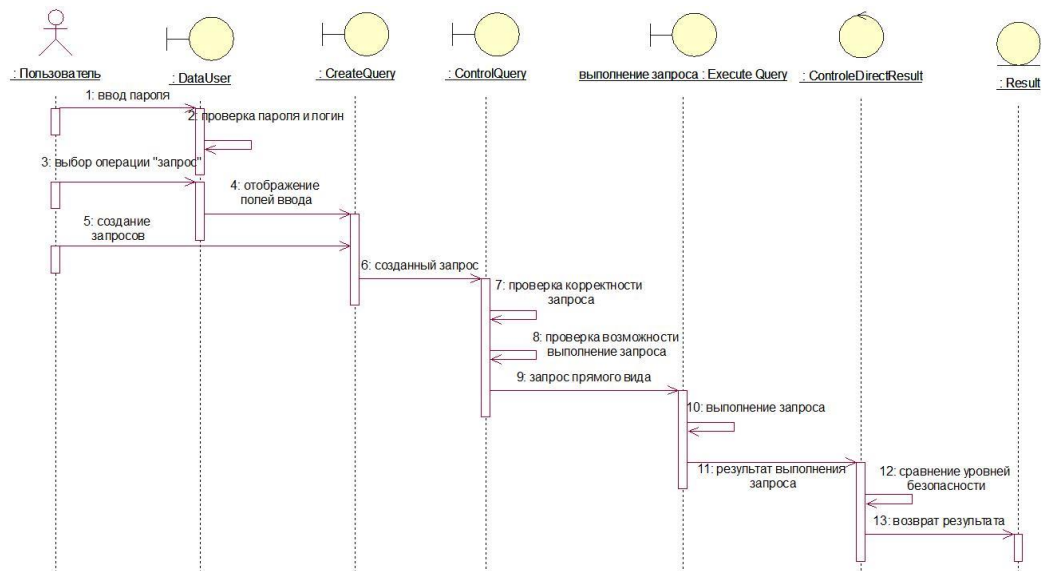 : Пользователь
: DataUser
: CreateQuery
: ControlQuery
выполнение запроса : Execute Query
: ControleDirectResult
: Result
1: ввод пароля
2: проверка пароля и логин
3: выбор операции "запрос"
4: отображение
полей ввода
5: создание
запросов
6: созданный запрос
7: проверка корректности
запроса
8: проверка возможности
выполнение запроса
9: запрос прямого вида
10: выполнение запроса
11: результат выполнения
запроса
12: сравнение уровней
безопасности
13: возврат результата